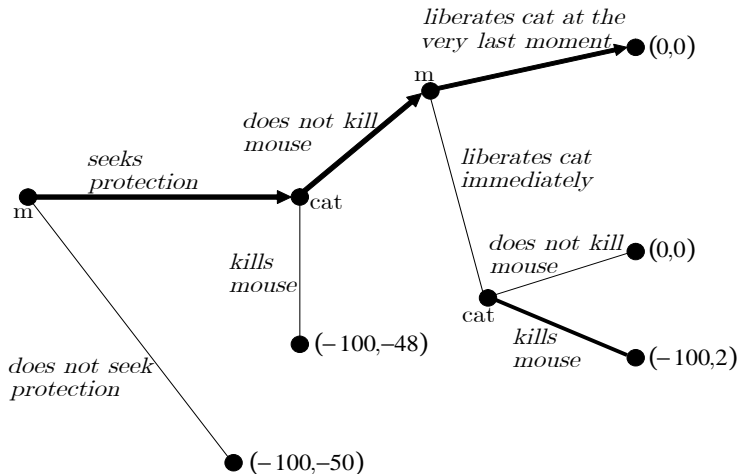 liberates cat at the
very last moment
(0,0)
m
does not kill
mouse
seeks
protection
liberates cat
immediately
m
cat
does not kill
mouse
(0,0)
kills
mouse
cat
kills
mouse
(−100,−48)
(−100,2)
does not seek
protection
(−100,−50)